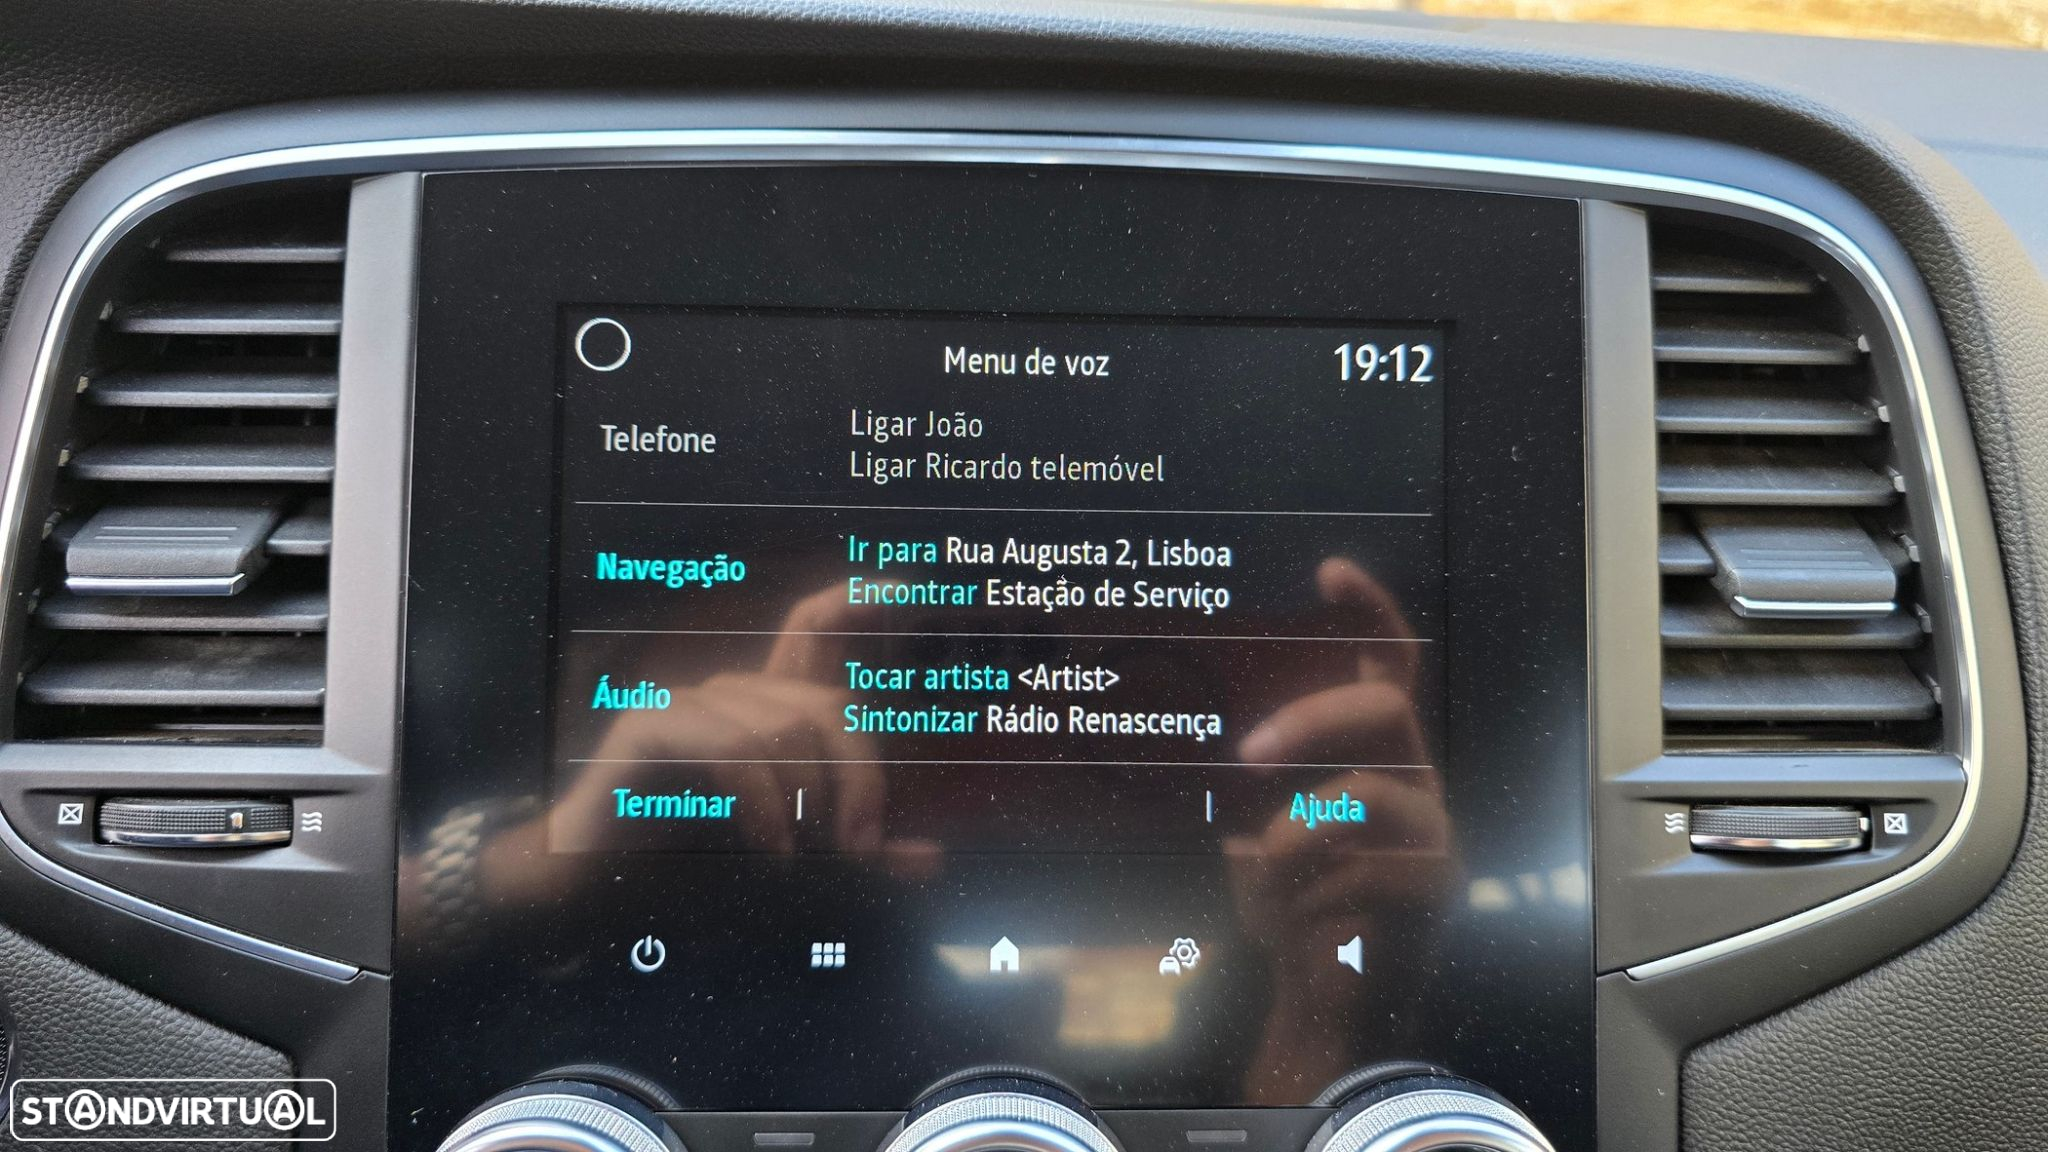 Menu de voz
19:12
Telefone
Ligar João
Ligar Ricardo telemóvel
Navegação
Ir para Rua Augusta 2, Lisboa
Encontrar Estação de Serviço
Áudio
Tocar artista <Artist>
Sintonizar Rádio Renascença
Terminar
Ajuda
STANDVIRTUAL